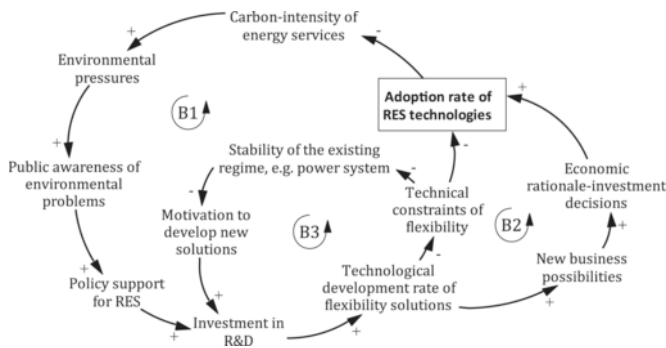 Carbon-intensity of
energy services
-
+
Environmental
pressures
Adoption rate of
RES technologies
+
B1
-
Stability of the existing
regime, e.g. power system
-
+
Public awareness of
environmental
problems
Economic
rationale-investment
decisions
-
Technical
constraints of
flexibility
Motivation to
develop new
solutions
B3
B2
+
-
New business
possibilities
+
Policy support
for RES
Technological
development rate of
flexibility solutions
+
+
+
+
Investment in
R&D